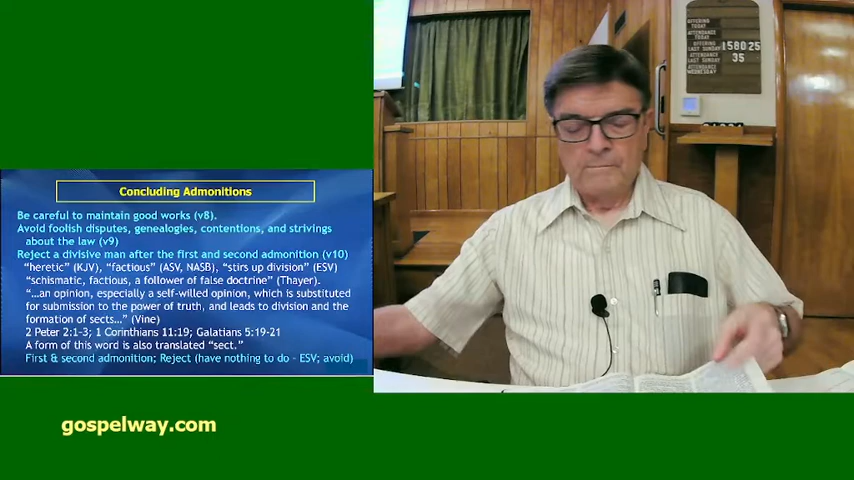 Concluding Admonitions
Be careful to maintain good works (v8).
Avoid foolish disputes, genealogies, contentions, and strivings
about the law (v9)
Reject a divisive man after the first and second admonition (v10)
“heretic” (KJV), “factious” (ASV, NASB), “stirs up division” (ESV)
“schismatic, factious, a follower of false doctrine” (Thayer).
“…an opinion, especially a self-willed opinion, which is substituted
for submission to the power of truth, and leads to division and the
formation of sects…” (Vine)
2 Peter 2:1-3; 1 Corinthians 11:19; Galatians 5:19-21
A form of this word is also translated “sect.”
First & second admonition; Reject (have nothing to do - ESV; avoid)
gospelway.com
OFFERING
TODAY
ATTENDANCE
TODAY
OFFERING
LAST SUNDAY 1580 25
ATTENDANCE
LAST SUNDAY 35
ATTENDANCE
WEDNESDAY